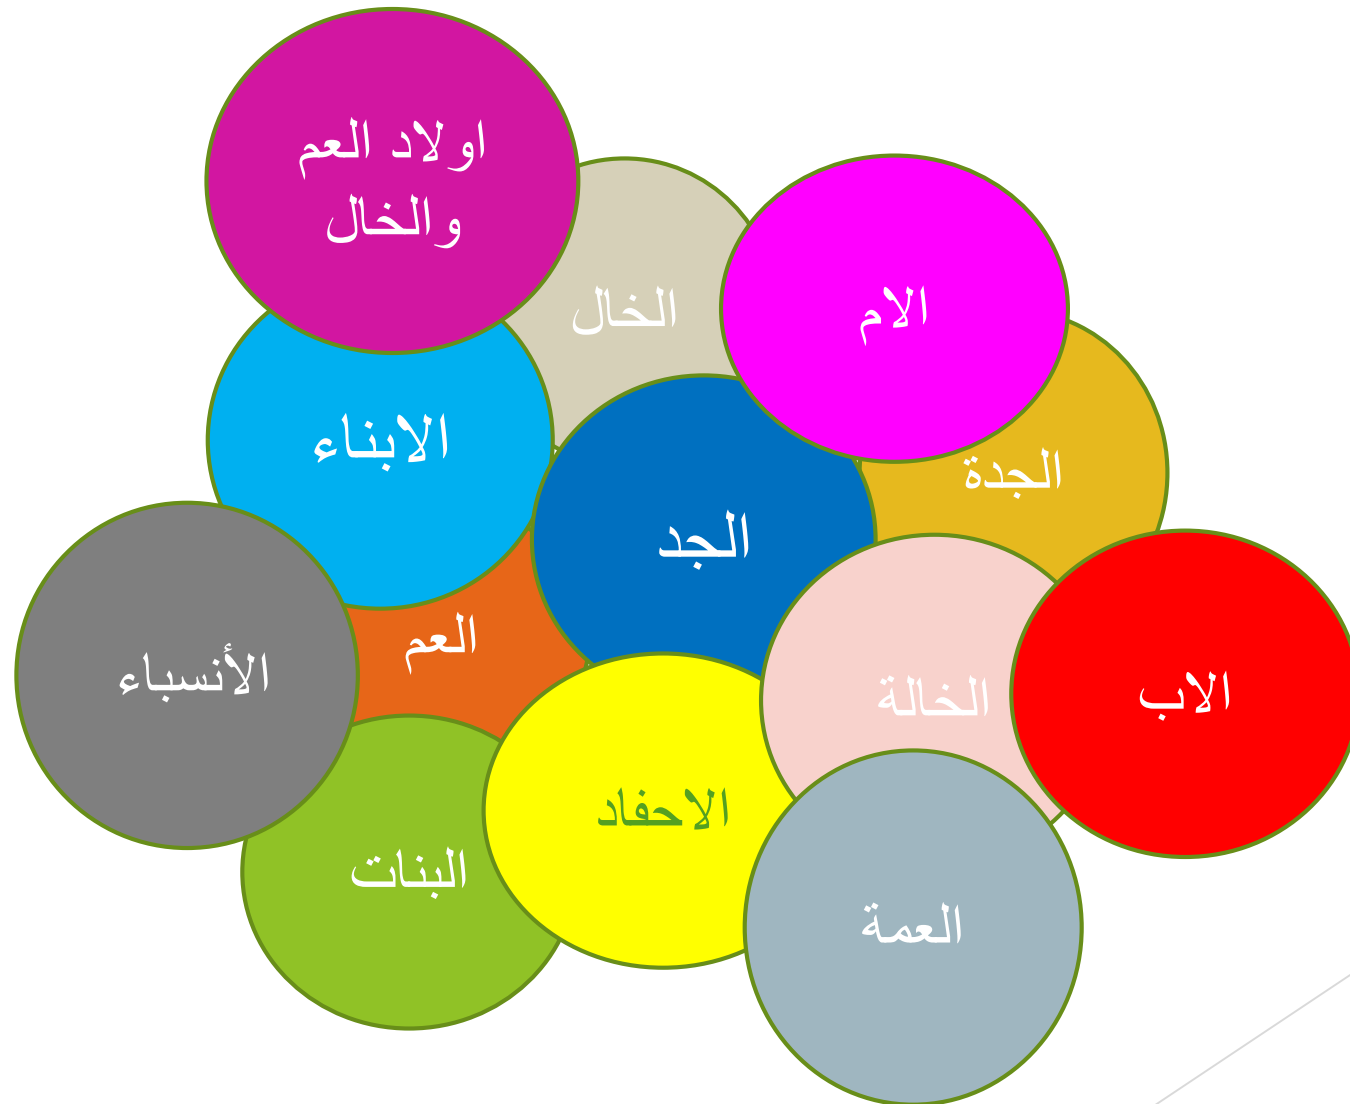 اولاد العم
والخال
الخال
الام
الابناء
الجدة
الجد
العم
الأنسباء
الخالة
الاب
الاحفاد
البنات
العمة